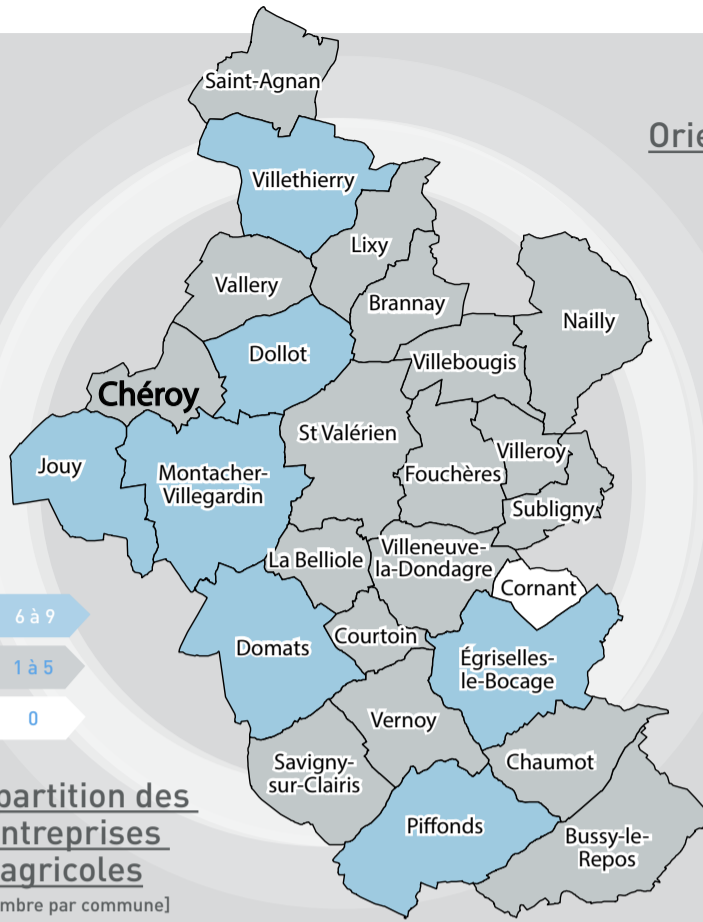 Saint-Agnan
Orie
Villethierry
Lixy
Vallery
Brannay
Nailly
Dollot
Villebougis
Chéroy
St Valérien
Villeroy
Jouy
Montacher-
Villegardin
Fouchères
Subligny
La Belliole
Villeneuve-
la-Dondagre
Cornant
6 à 9
Domats
Courtoin
Égriselles-
le-Bocage
1 à 5
0
Vernoy
Savigny-
sur-Clairis
Chaumot
partition des
ntreprises
agricoles
mbre par commune]
Piffonds
Bussy-le-
Repos